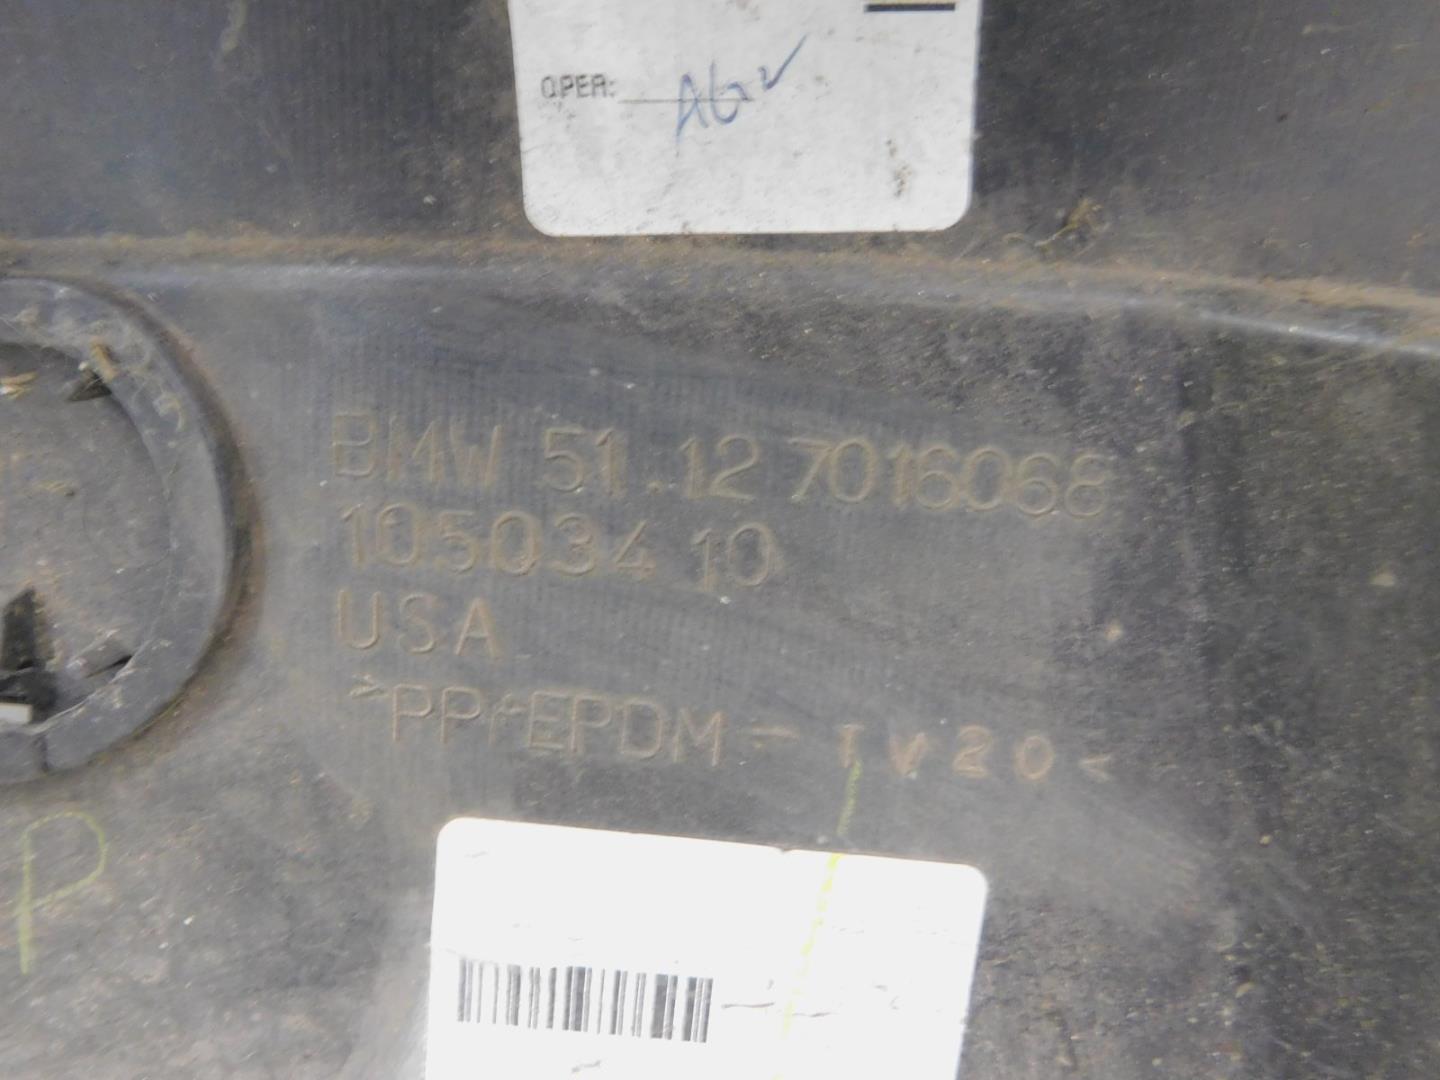 OPER:
BMW 51.12 7016068
105034 10
USA
>PP+EPDM-TV20<
P